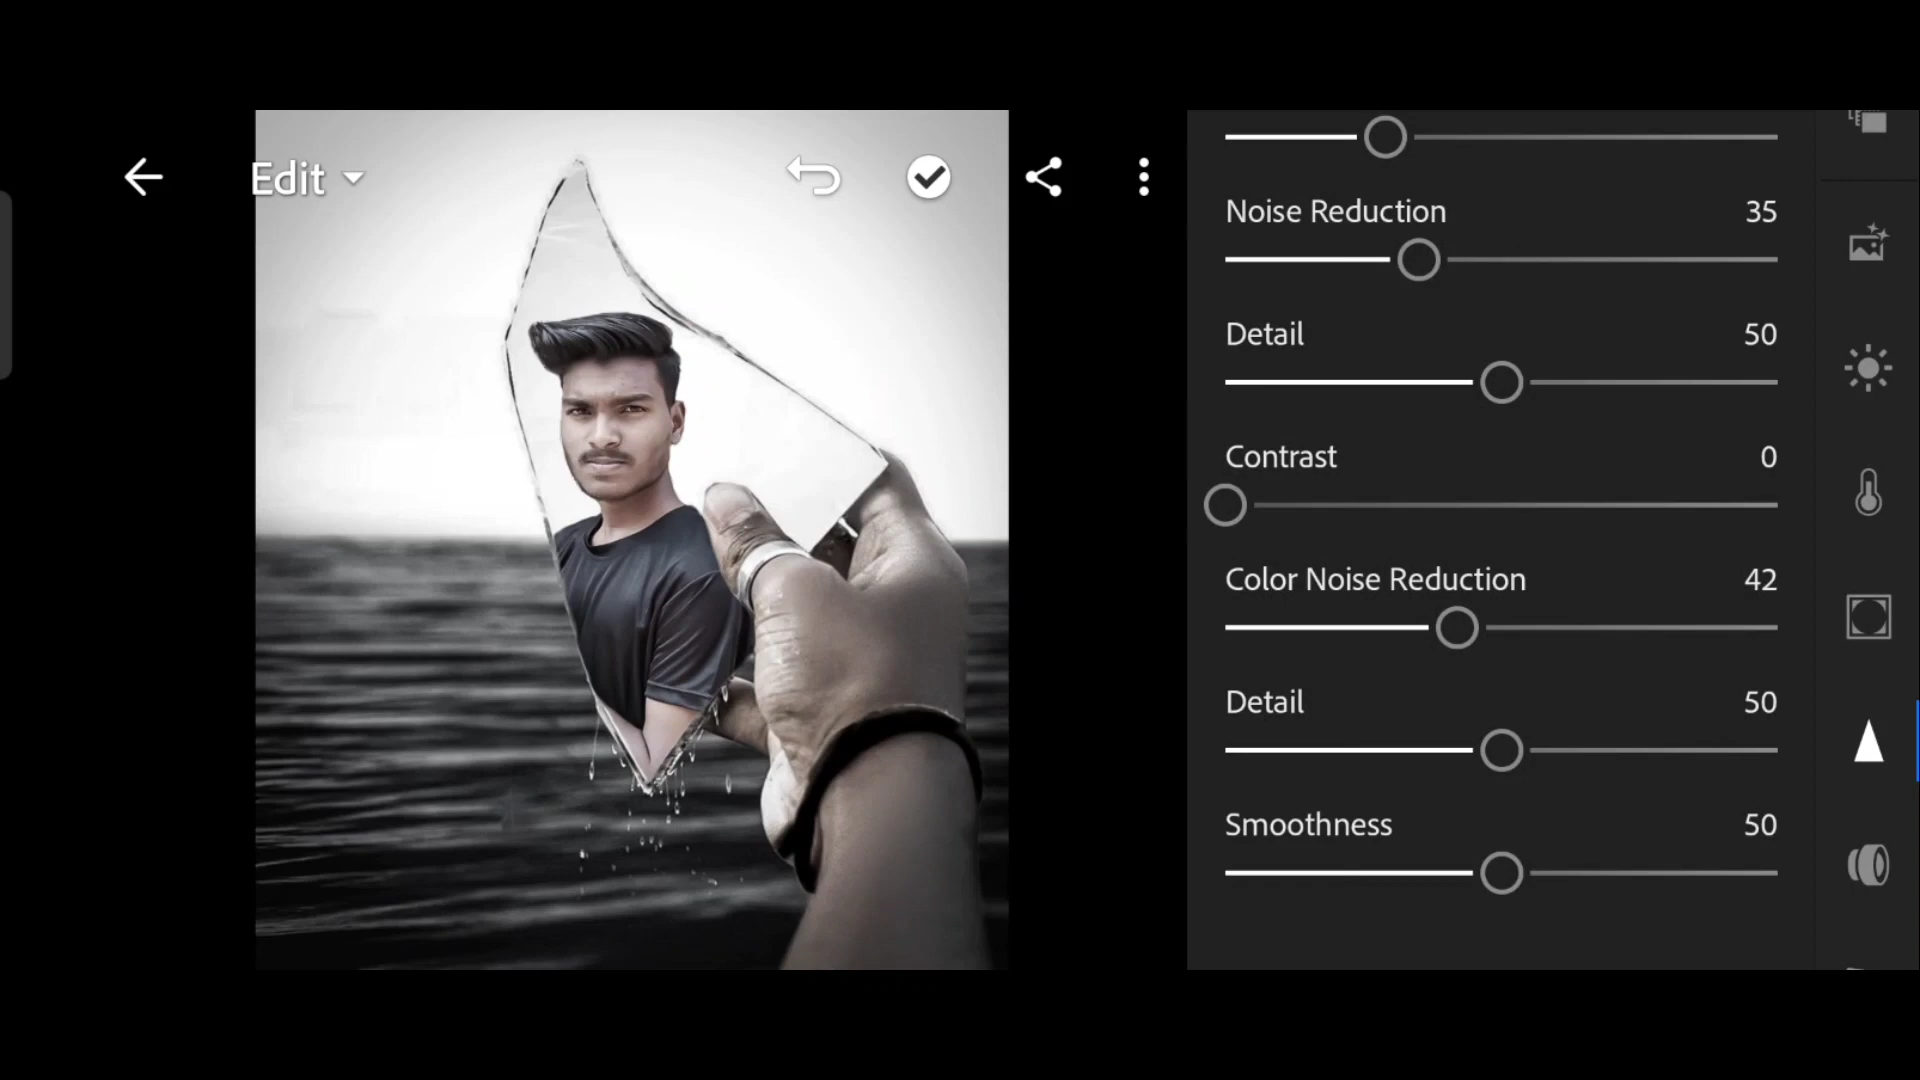 Edit
Noise Reduction 35
Detail 50
Contrast 0
Color Noise Reduction 42
Detail 50
Smoothness 50